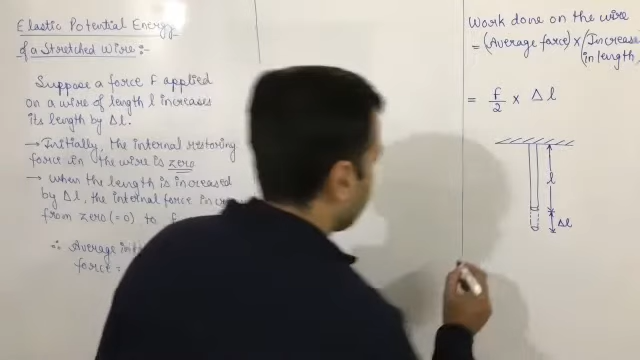 Elastic Potential Energy
of a Stretched Wire :-
Suppose a force F applied
on a wire of length l increases
its length by Δl.
→ Initially, the internal restoring
force in the wire is zero.
→ When the length is increased
by Δl, the internal force
from zero (=0) to F
∴ Average
force =
Work done on the wire
= (Average force) × (Increase
in length
= F/2 × Δl
l
Δl